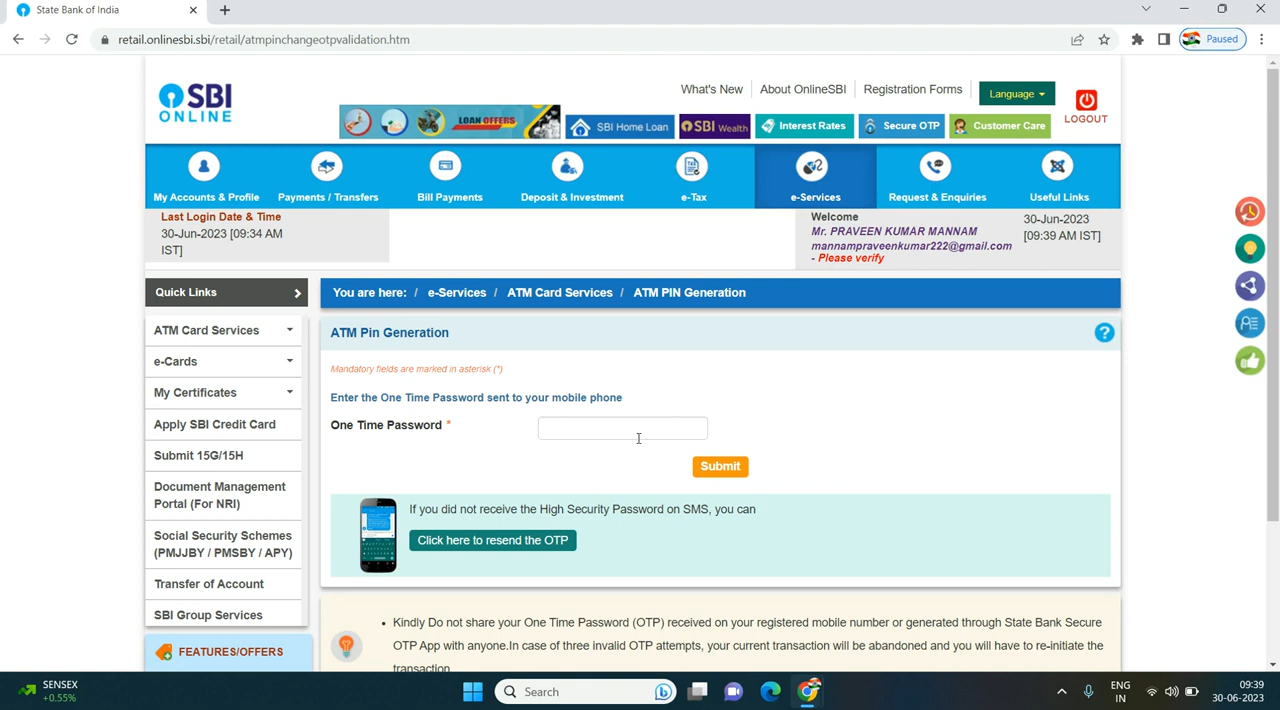 State Bank of India
retail.onlinesbi.sbi/retail/atmpinchangeotpvalidation.htm
Paused
SBI
ONLINE
What's New
About OnlineSBI
Registration Forms
Language
LOGOUT
LOAN OFFERS
SBI Home Loan
SBI Wealth
Interest Rates
Secure OTP
Customer Care
My Accounts & Profile
Payments / Transfers
Bill Payments
Deposit & Investment
e-Tax
e-Services
Request & Enquiries
Useful Links
Last Login Date & Time
30-Jun-2023 [09:34 AM
IST]
Welcome
Mr. PRAVEEN KUMAR MANNAM
mannampraveenkumar222@gmail.com
- Please verify
30-Jun-2023
[09:39 AM IST]
Quick Links
You are here: / e-Services / ATM Card Services / ATM PIN Generation
ATM Card Services
e-Cards
My Certificates
Apply SBI Credit Card
Submit 15G/15H
Document Management
Portal (For NRI)
Social Security Schemes
(PMJJBY / PMSBY / APY)
Transfer of Account
SBI Group Services
FEATURES/OFFERS
ATM Pin Generation
?
Mandatory fields are marked in asterisk (*)
Enter the One Time Password sent to your mobile phone
One Time Password *
Submit
If you did not receive the High Security Password on SMS, you can
Click here to resend the OTP
• Kindly Do not share your One Time Password (OTP) received on your registered mobile number or generated through State Bank Secure
OTP App with anyone.In case of three invalid OTP attempts, your current transaction will be abandoned and you will have to re-initiate the
transaction
SENSEX
+0.55%
Search
ENG
IN
09:39
30-06-2023